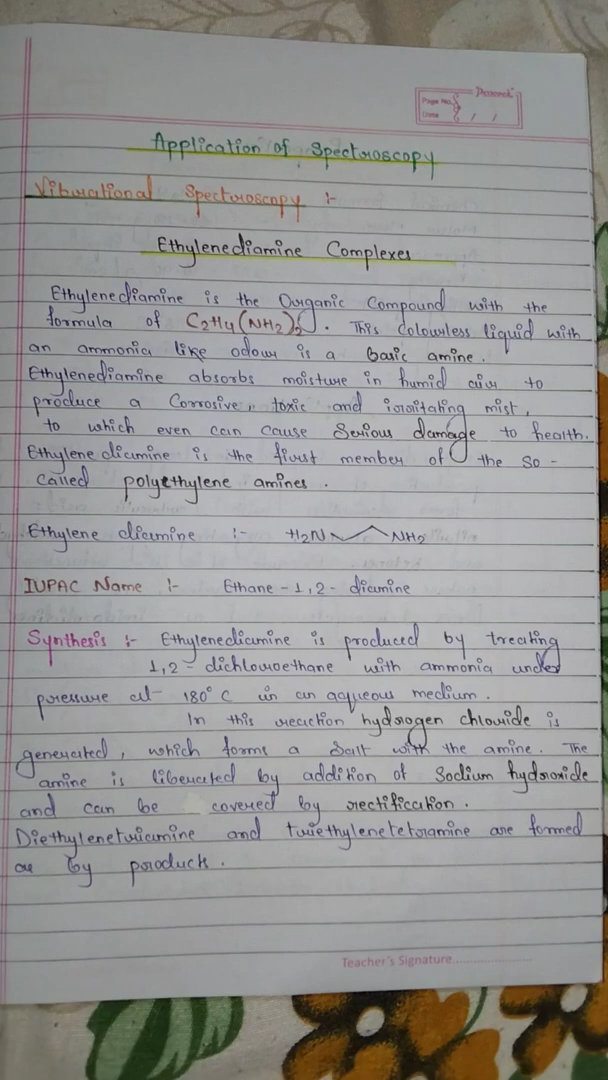 Page No.
Date / /
Application of Spectroscopy
Vibrational Spectroscopy :-
Ethylenediamine Complexes
Ethylenediamine is the Organic Compound with the
formula of C2H4(NH2)2. This Colourless liquid with
an ammonia like odour is a basic amine.
Ethylenediamine absorbs moisture in humid air to
produce a Corrosive, toxic and irritating mist,
to which even can cause Serious damage to health.
Ethylene diamine is the first member of the so -
Called polyethylene amines.
Ethylene diamine :- H2N NH2
IUPAC Name :- Ethane - 1,2 - diamine
Synthesis :- Ethylenediamine is produced by treating
1,2 - dichloroethane with ammonia under
pressure at 180°C in an aqueous medium.
In this reaction hydrogen chloride is
generated, which forms a Salt with the amine. The
amine is liberated by addition of Sodium hydroxide
and can be covered by rectification.
Diethylenetriamine and triethylenetetramine are formed
as by products.
Teacher's Signature....................